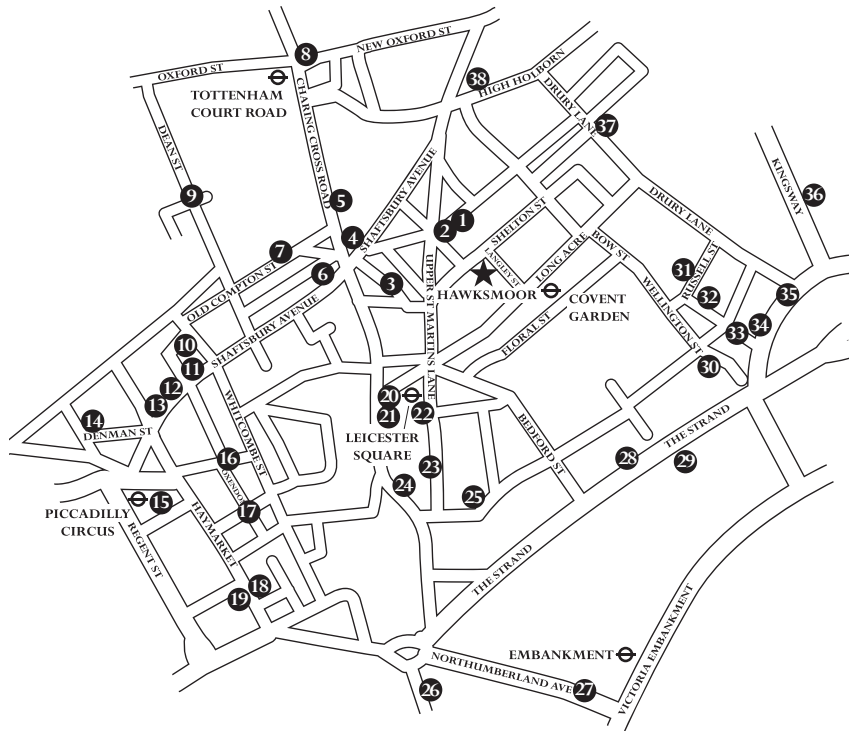 8
NEW OXFORD ST
OXFORD ST
TOTTENHAM
COURT ROAD
38
HIGH HOLBORN
CHARING CROSS ROAD
DRURY LANE
37
DEAN ST
9
5
SHAFTSBURY AVENUE
KINGSWAY
36
1
2
4
SHELTON ST
DRURY LANE
7
6
OLD COMPTON ST
3
UPPER ST MARTINS LANE
LANGLEY ST
LONG ACRE
BOW ST
HAWKSMOOR
COVENT
GARDEN
31
RUSSELL ST
32
35
WELLINGTON ST
33
34
FLORAL ST
SHAFTSBURY AVENUE
10
11
12
13
30
14
DENMAN ST
20
21
22
LEICESTER
SQUARE
WHITCOMBE ST
BEDFORD ST
THE STRAND
16
23
28
29
24
25
PICCADILLY
CIRCUS
15
17
HAYMARKET
REGENT ST
THE STRAND
18
19
EMBANKMENT
NORTHUMBERLAND AVE
27
26
VICTORIA EMBANKMENT